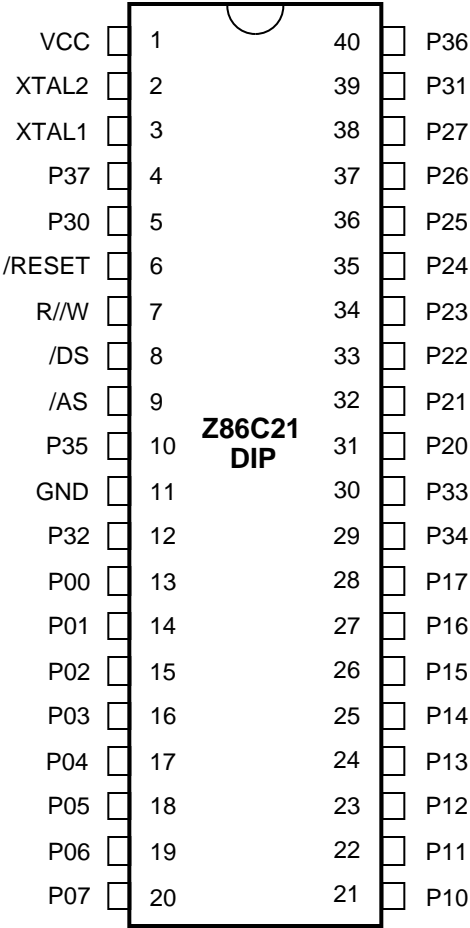 VCC 1 40 P36
XTAL2 2 39 P31
XTAL1 3 38 P27
P37 4 37 P26
P30 5 36 P25
/RESET 6 35 P24
R//W 7 34 P23
/DS 8 33 P22
/AS 9 32 P21
P35 10 Z86C21 31 P20
DIP
GND 11 30 P33
P32 12 29 P34
P00 13 28 P17
P01 14 27 P16
P02 15 26 P15
P03 16 25 P14
P04 17 24 P13
P05 18 23 P12
P06 19 22 P11
P07 20 21 P10